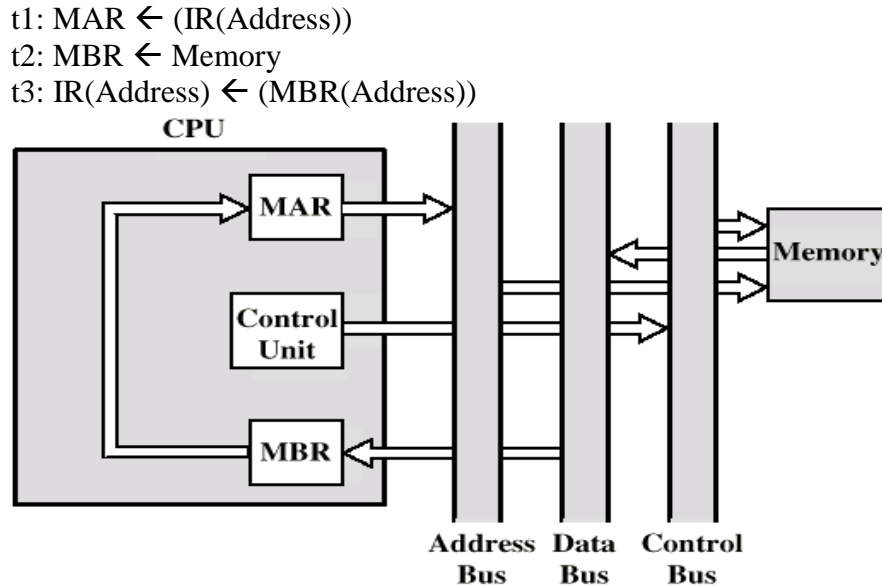 t1: MAR ← (IR(Address))
t2: MBR ← Memory
t3: IR(Address) ← (MBR(Address))
CPU
MAR
Memory
Control
Unit
MBR
Address Data Control
Bus Bus Bus